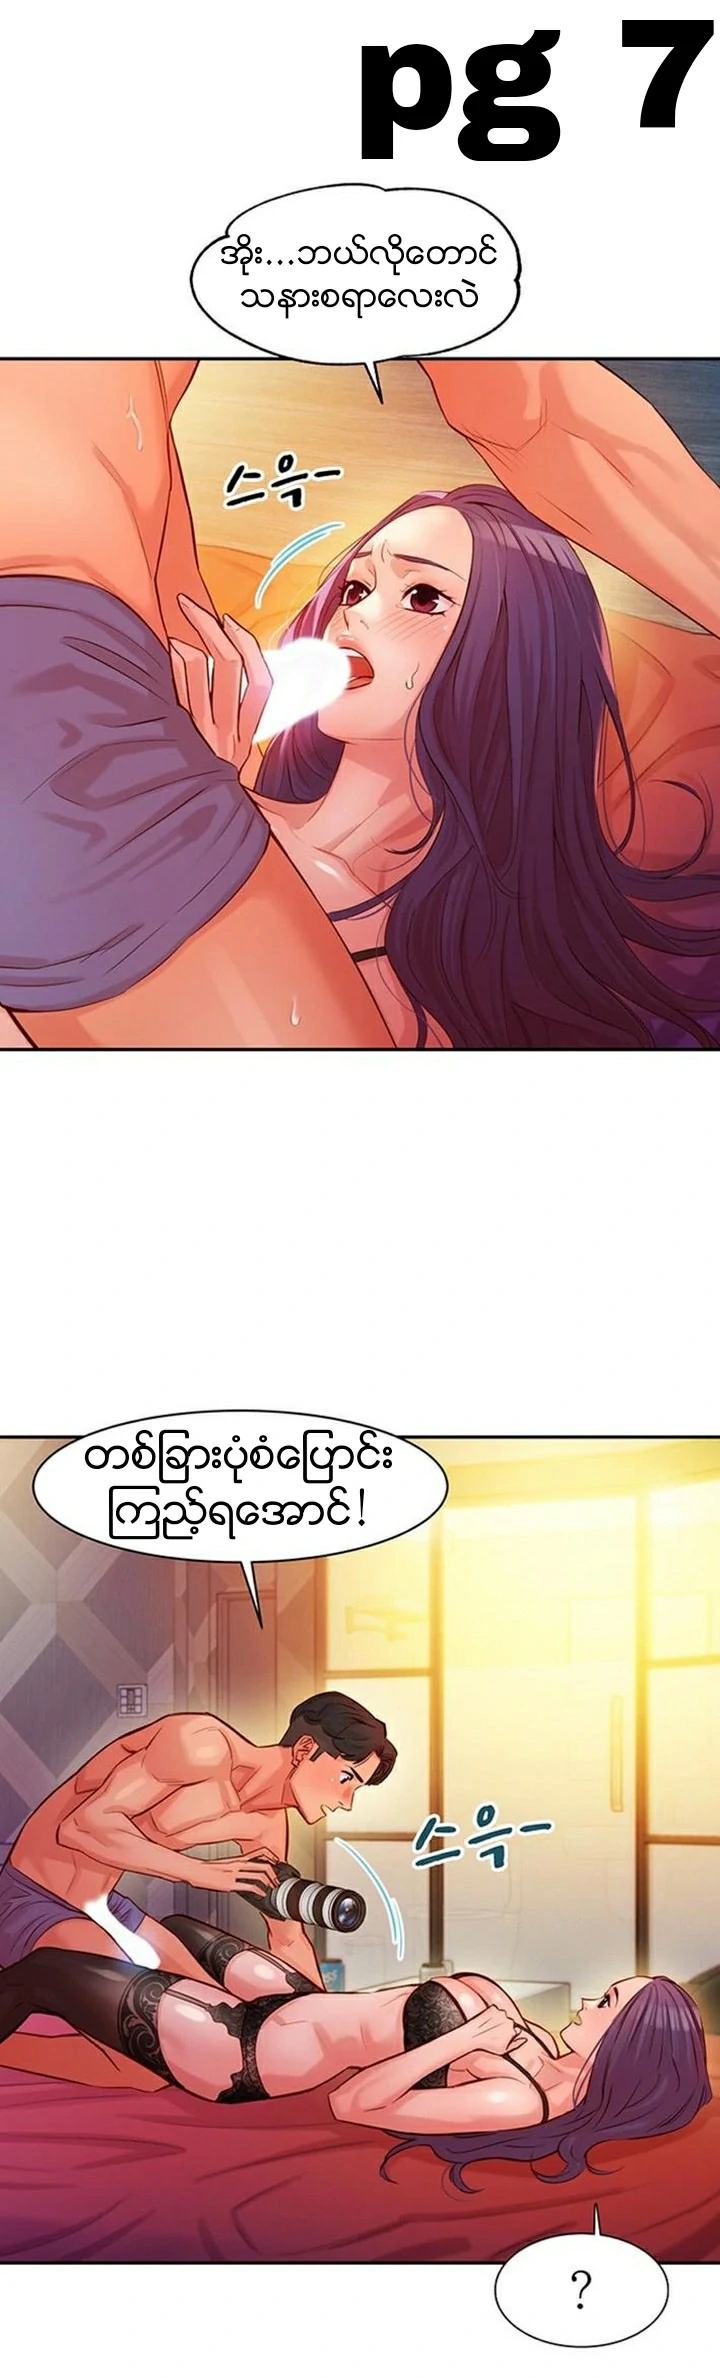 pg 7
အိုး...ဘယ်လိုတောင်
သနားစရာလေးလဲ
스윽-
တစ်ခြားပုံစံပြောင်း
ကြည့်ရအောင်!
스윽-
?